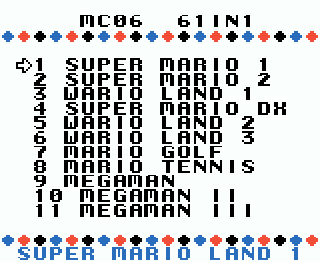 MC06 61IN1
1 SUPER MARIO 1
2 SUPER MARIO 2
3 WARIO LAND 1
4 SUPER MARIO DX
5 WARIO LAND 2
6 WARIO LAND 3
7 MARIO GOLF
8 MARIO TENNIS
9 MEGAMAN
10 MEGAMAN II
11 MEGAMAN III
SUPER MARIO LAND 1